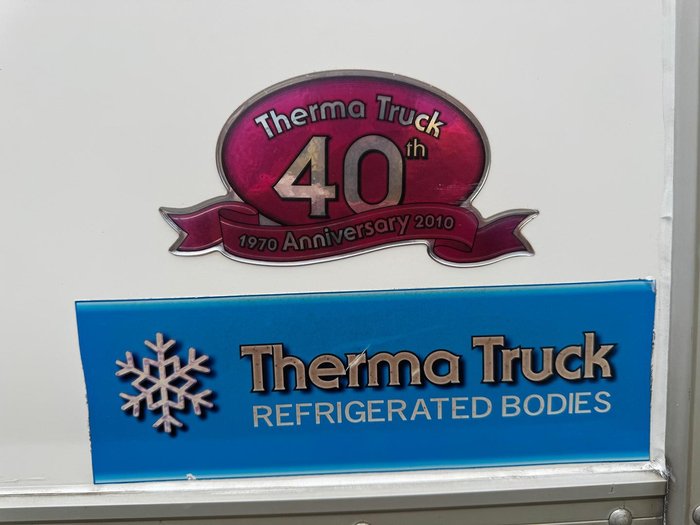 Therma Truck
40th
1970 Anniversary 2010
Therma Truck
REFRIGERATED BODIES